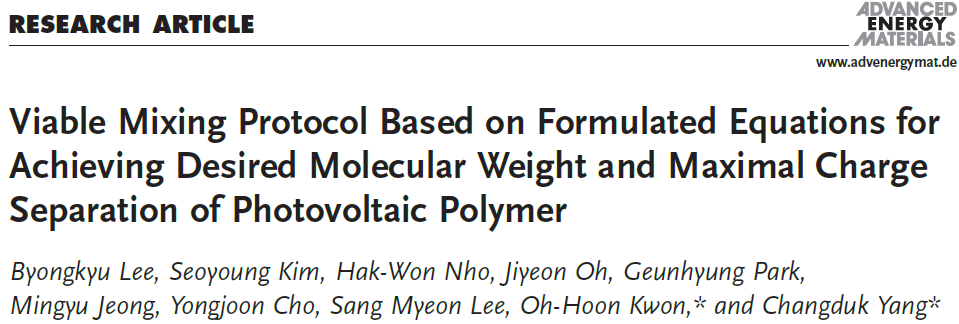 RESEARCH ARTICLE
ADVANCED
ENERGY
MATERIALS
www.advenergymat.de
Viable Mixing Protocol Based on Formulated Equations for
Achieving Desired Molecular Weight and Maximal Charge
Separation of Photovoltaic Polymer
Byongkyu Lee, Seoyoung Kim, Hak-Won Nho, Jiyeon Oh, Geunhyung Park,
Mingyu Jeong, Yongjoon Cho, Sang Myeon Lee, Oh-Hoon Kwon,* and Changduk Yang*